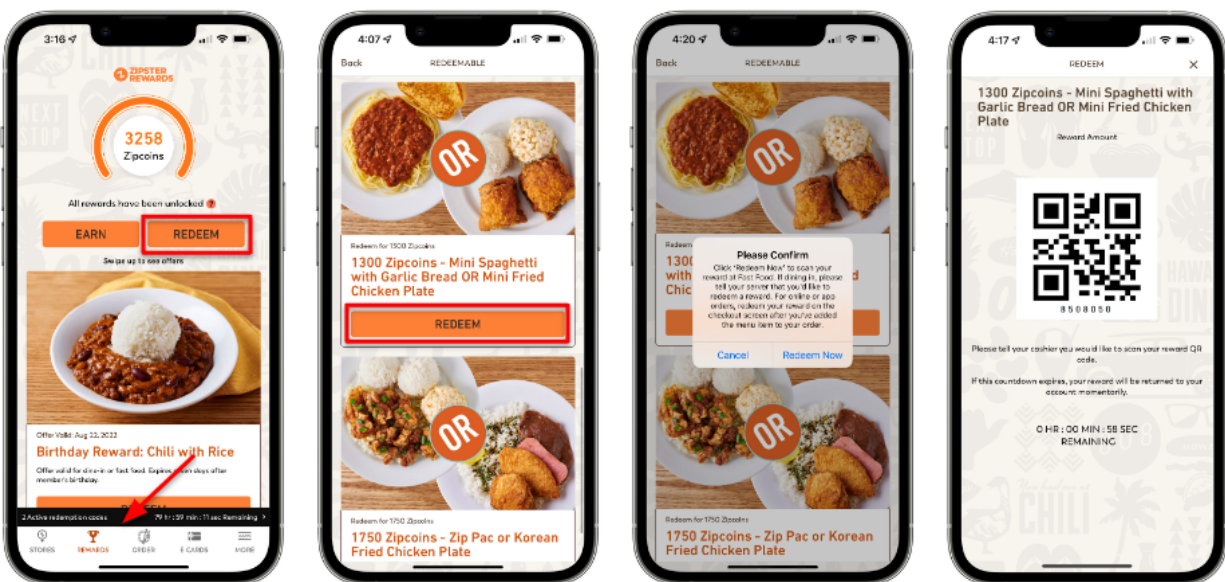 3:16
ZIPSTER
REWARDS
3258
Zipcoins
All rewards have been unlocked ?
EARN
REDEEM
Swipe up to see offers
Offer Valid: Aug 22, 2022
Birthday Reward: Chili with Rice
Offer valid for dine-in or fast food. Expires days after
member's birthday.
2 Active redemption codes
79 hr : 59 min : 11 sec Remaining >
STORES
REWARDS
ORDER
E CARDS
MORE
4:07
Back
REDEEMABLE
OR
Redeem for 1300 Zipcoins
1300 Zipcoins - Mini Spaghetti
with Garlic Bread OR Mini Fried
Chicken Plate
REDEEM
OR
Redeem for 1750 Zipcoins
1750 Zipcoins - Zip Pac or Korean
Fried Chicken Plate
4:20
Back
REDEEMABLE
OR
Redeem
1300
with
Chic
Please Confirm
Click 'Redeem Now' to scan your
reward at Fast Food. If dining in, please
tell your server that you'd like to
redeem a reward. For online or app
orders, redeem your reward on the
checkout screen after you've added
the menu item to your order.
Cancel
Redeem Now
OR
Redeem for 1750 Zipcoins
1750 Zipcoins - Zip Pac or Korean
Fried Chicken Plate
4:17
REDEEM
X
1300 Zipcoins - Mini Spaghetti with
Garlic Bread OR Mini Fried Chicken
Plate
Reward Amount
8508050
Please tell your cashier you would like to scan your reward QR
code.
If this countdown expires, your reward will be returned to your
account momentarily.
0 HR : 00 MIN : 58 SEC
REMAINING
CHILI